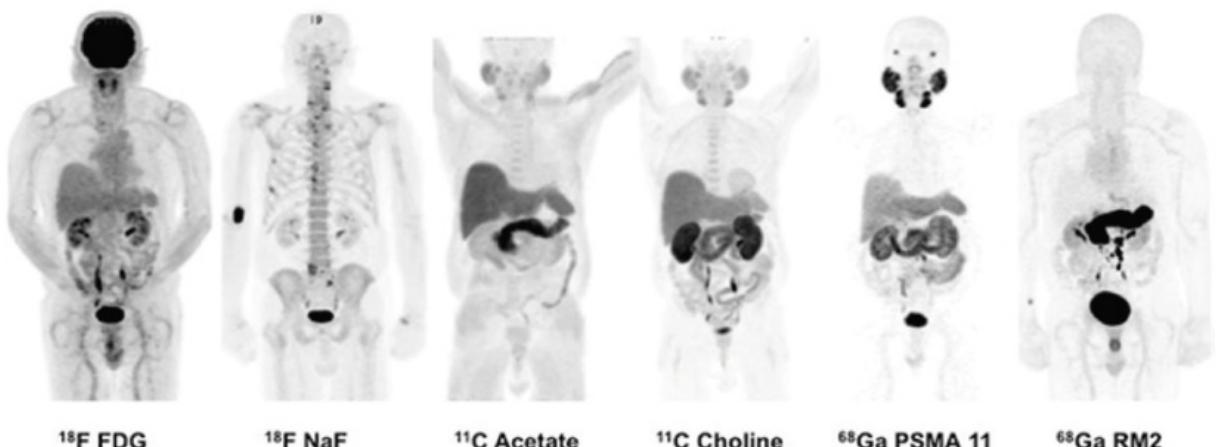 ¹⁸F FDG ¹⁸F NaF ¹¹C Acetate ¹¹C Choline ⁶⁸Ga PSMA 11 ⁶⁸Ga RM2